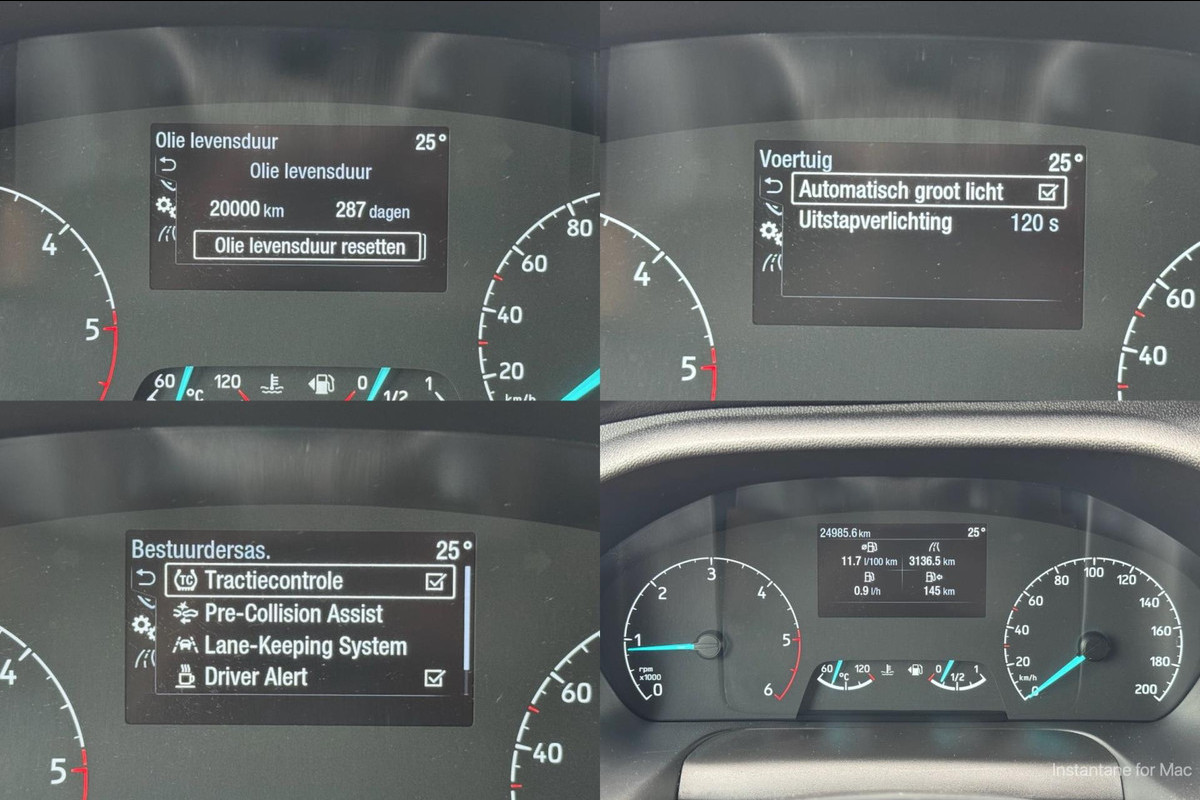 Olie levensduur 25°
Olie levensduur
20000 km 287 dagen
Olie levensduur resetten
4
5
80
60
40
20
km/h
60 °C 120
0 1/2 1
Voertuig 25°
Automatisch groot licht
Uitstapverlichting 120 s
4
5
60
40
Bestuurdersas. 25°
TC Tractiecontrole
Pre-Collision Assist
Lane-Keeping System
Driver Alert
4
5
60
40
24985.6 km 25°
11.7 l/100 km 3136.5 km
0.9 l/h 145 km
0 1 2 3 4 5 6
rpm
x1000
0 20 40 60 80 100 120 140 160 180 200
km/h
60 °C 120
0 1/2 1
Instantane for Mac